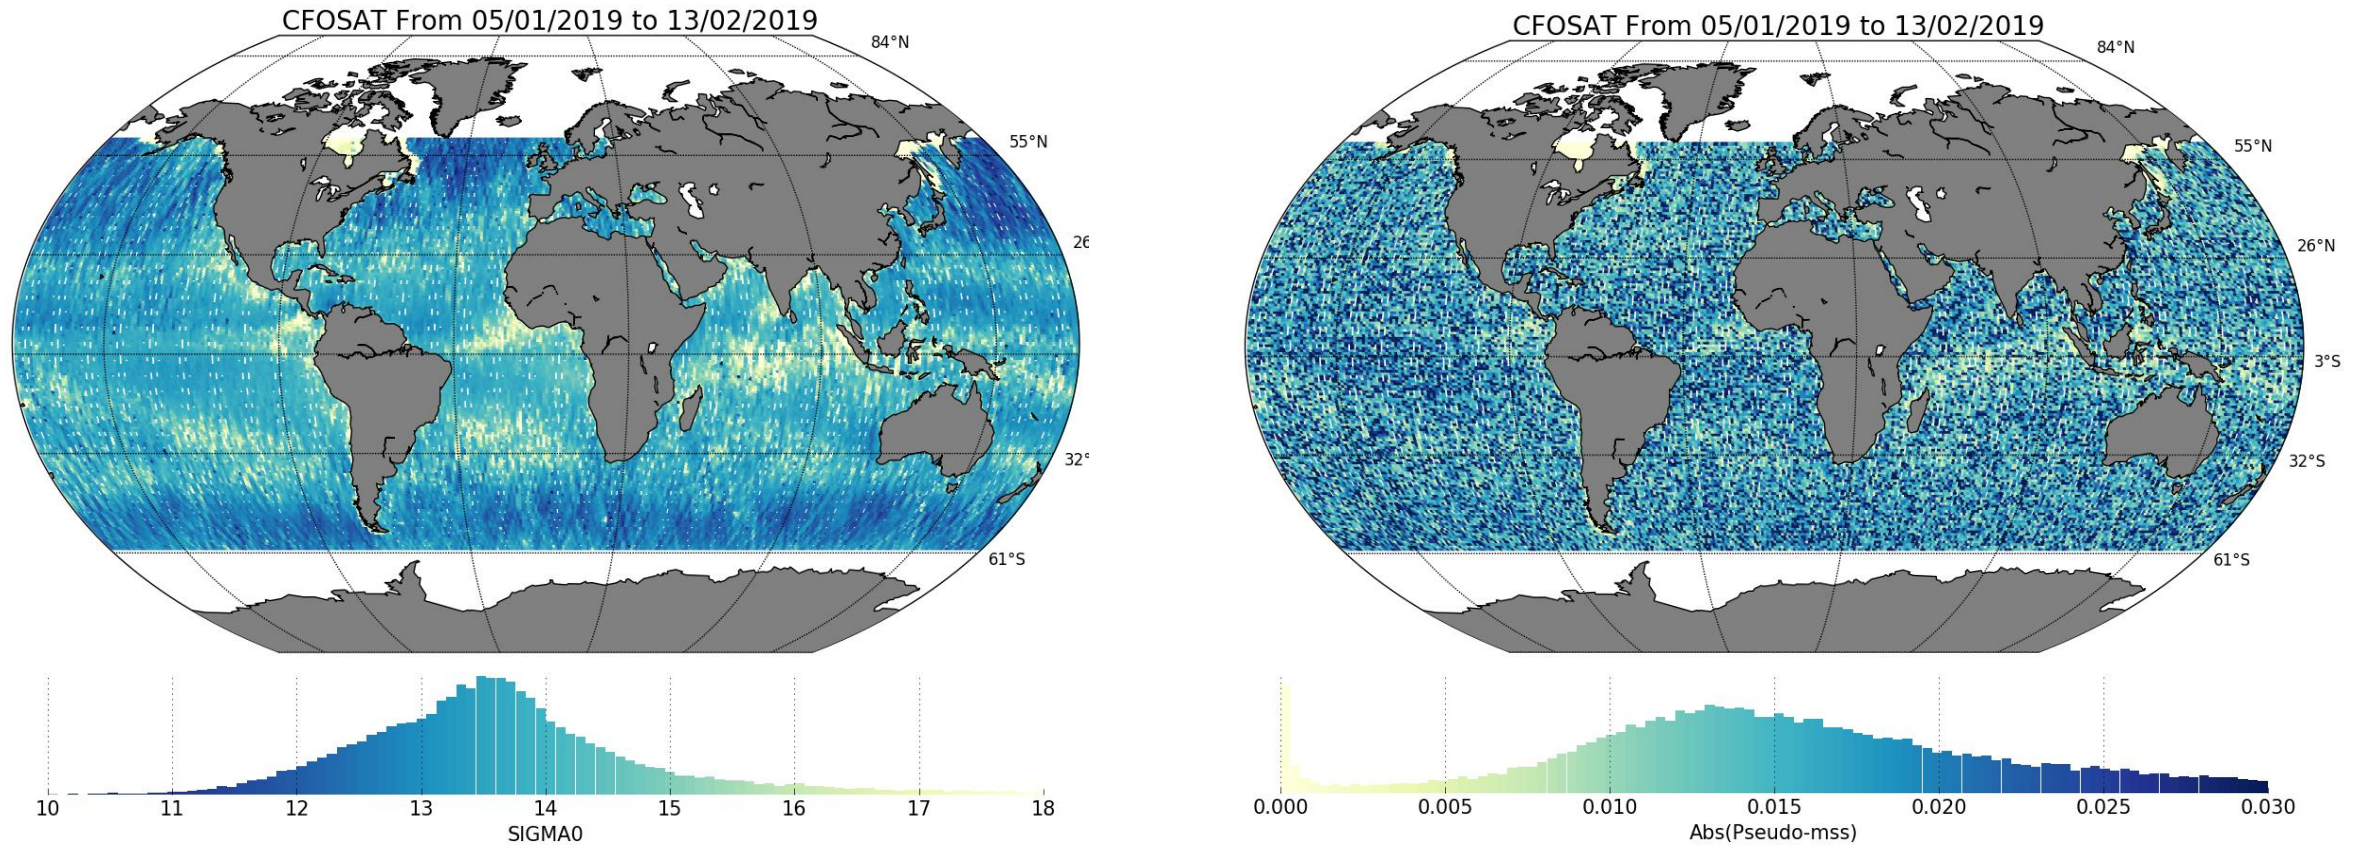 CFOSAT From 05/01/2019 to 13/02/2019
84°N
55°N
26
32°
61°S
10 11 12 13 14 15 16 17 18
SIGMA0
CFOSAT From 05/01/2019 to 13/02/2019
84°N
55°N
26°N
3°S
32°S
61°S
0.000 0.005 0.010 0.015 0.020 0.025 0.030
Abs(Pseudo-mss)